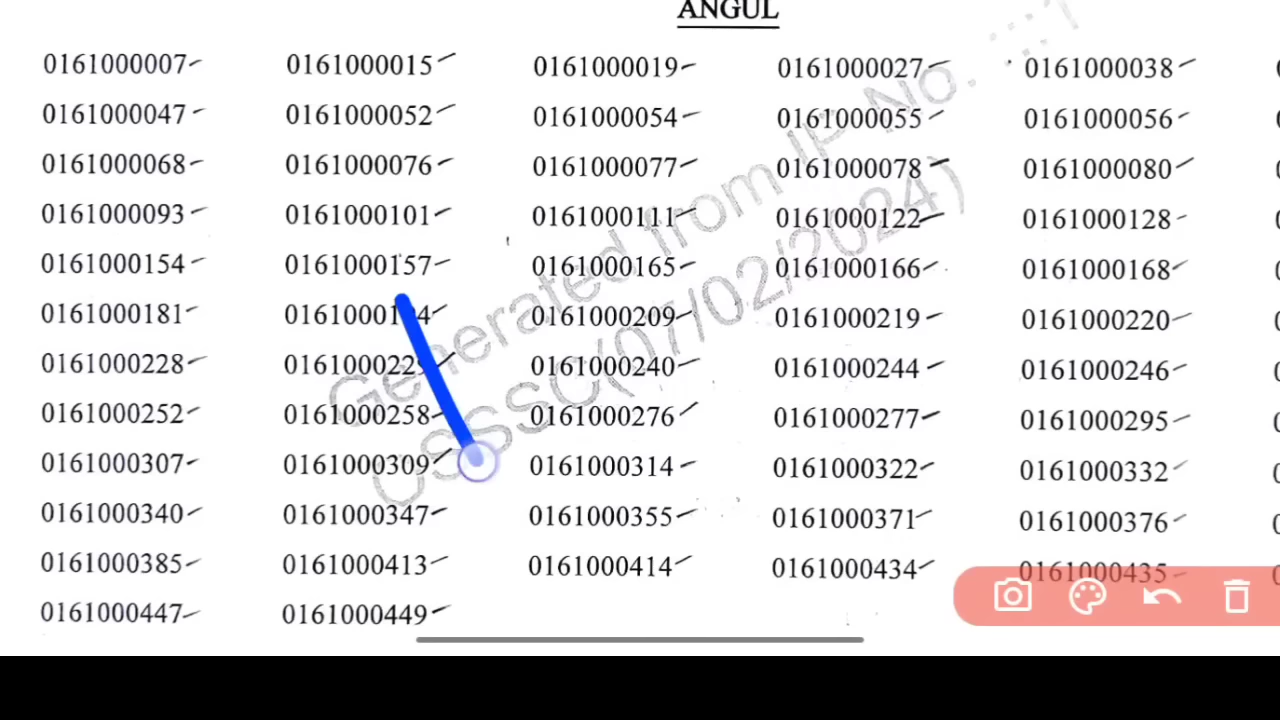 ANGUL
0161000007 0161000015 0161000019 0161000027 0161000038
0161000047 0161000052 0161000054 0161000055 0161000056
0161000068 0161000076 0161000077 0161000078 0161000080
0161000093 0161000101 0161000111 0161000122 0161000128
0161000154 0161000157 0161000165 0161000166 0161000168
0161000181 0161000209 0161000219 0161000220
0161000228 0161000229 0161000240 0161000244 0161000246
0161000252 0161000258 0161000276 0161000277 0161000295
0161000307 0161000309 0161000314 0161000322 0161000332
0161000340 0161000347 0161000355 0161000371 0161000376
0161000385 0161000413 0161000414 0161000434 0161000435
0161000447 0161000449
Generated from IP No.
OSSSC(07/02/2024)